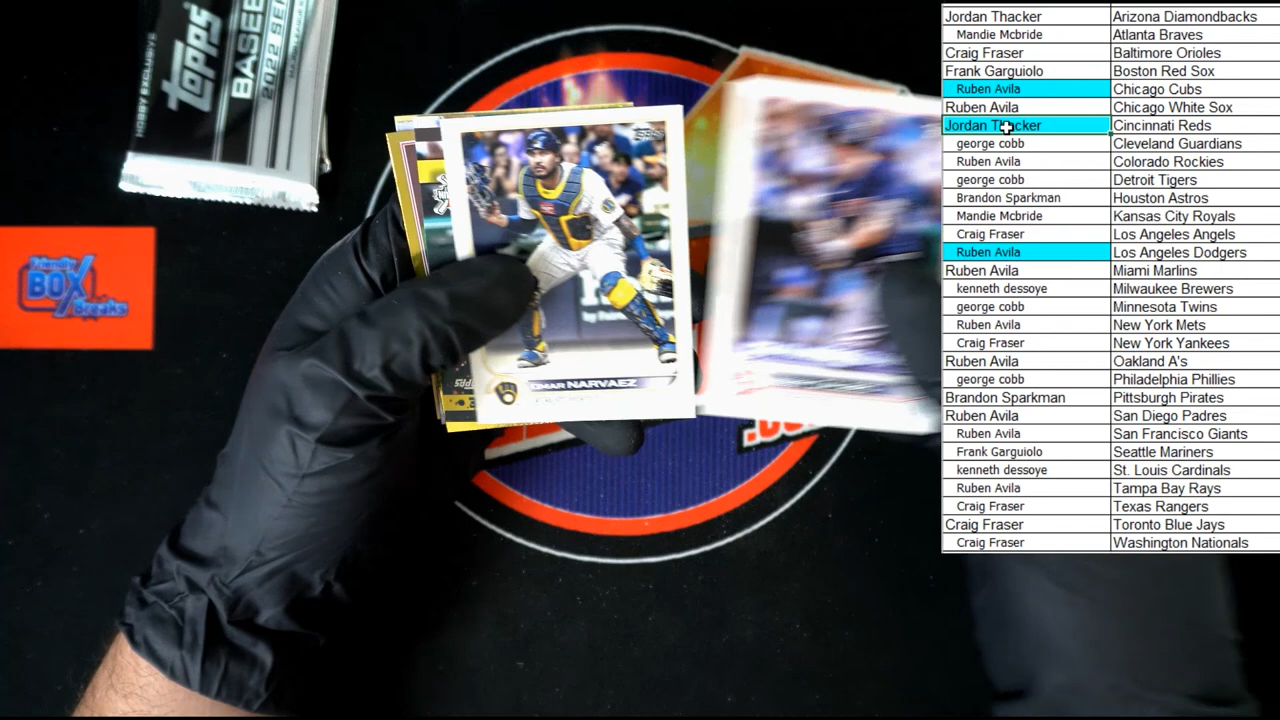 HOBBY EXCLUSIVE
topps
BASEB
2022 SER
Friendly
BOX
Breaks
OMAR NARVAEZ
.CO
Jordan Thacker Arizona Diamondbacks
Mandie Mcbride Atlanta Braves
Craig Fraser Baltimore Orioles
Frank Garguiolo Boston Red Sox
Ruben Avila Chicago Cubs
Ruben Avila Chicago White Sox
Jordan Thacker Cincinnati Reds
george cobb Cleveland Guardians
Ruben Avila Colorado Rockies
george cobb Detroit Tigers
Brandon Sparkman Houston Astros
Mandie Mcbride Kansas City Royals
Craig Fraser Los Angeles Angels
Ruben Avila Los Angeles Dodgers
Ruben Avila Miami Marlins
kenneth dessoye Milwaukee Brewers
george cobb Minnesota Twins
Ruben Avila New York Mets
Craig Fraser New York Yankees
Ruben Avila Oakland A's
george cobb Philadelphia Phillies
Brandon Sparkman Pittsburgh Pirates
Ruben Avila San Diego Padres
Ruben Avila San Francisco Giants
Frank Garguiolo Seattle Mariners
kenneth dessoye St. Louis Cardinals
Ruben Avila Tampa Bay Rays
Craig Fraser Texas Rangers
Craig Fraser Toronto Blue Jays
Craig Fraser Washington Nationals